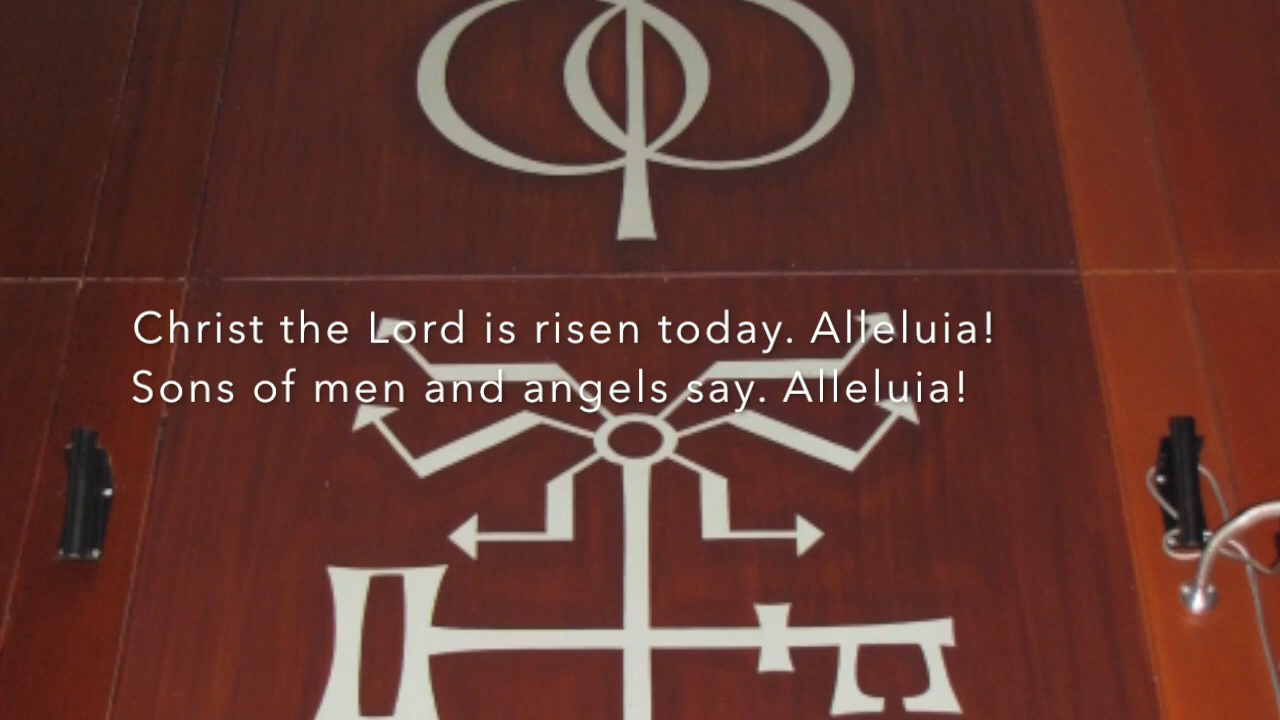 Christ the Lord is risen today. Alleluia!
Sons of men and angels say. Alleluia!